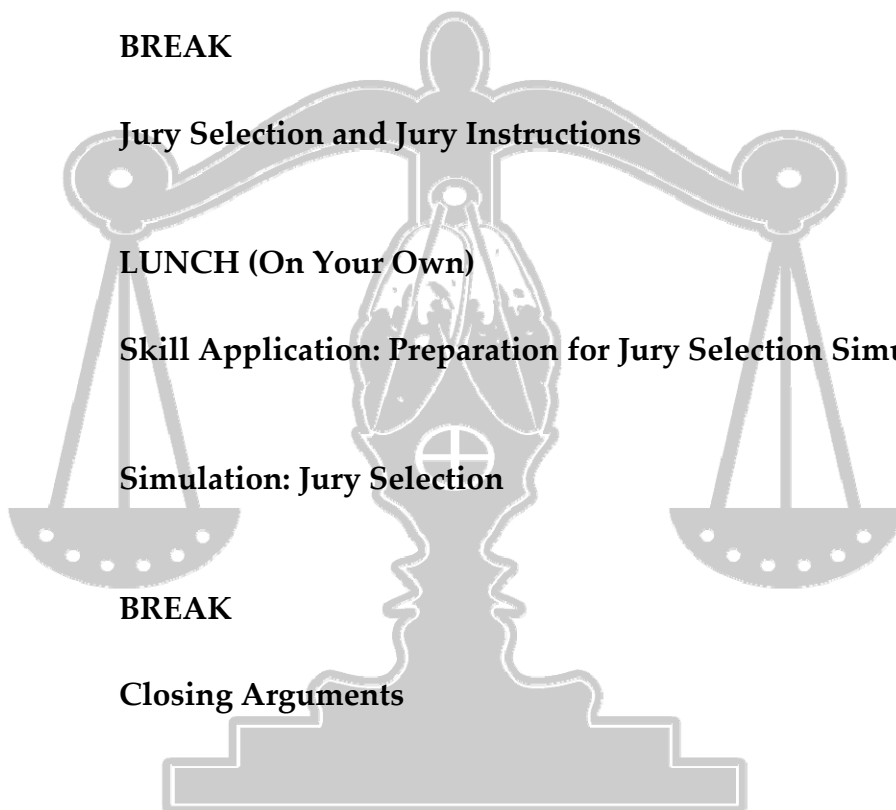 BREAK
Jury Selection and Jury Instructions
LUNCH (On Your Own)
Skill Application: Preparation for Jury Selection
Simulation: Jury Selection
BREAK
Closing Arguments